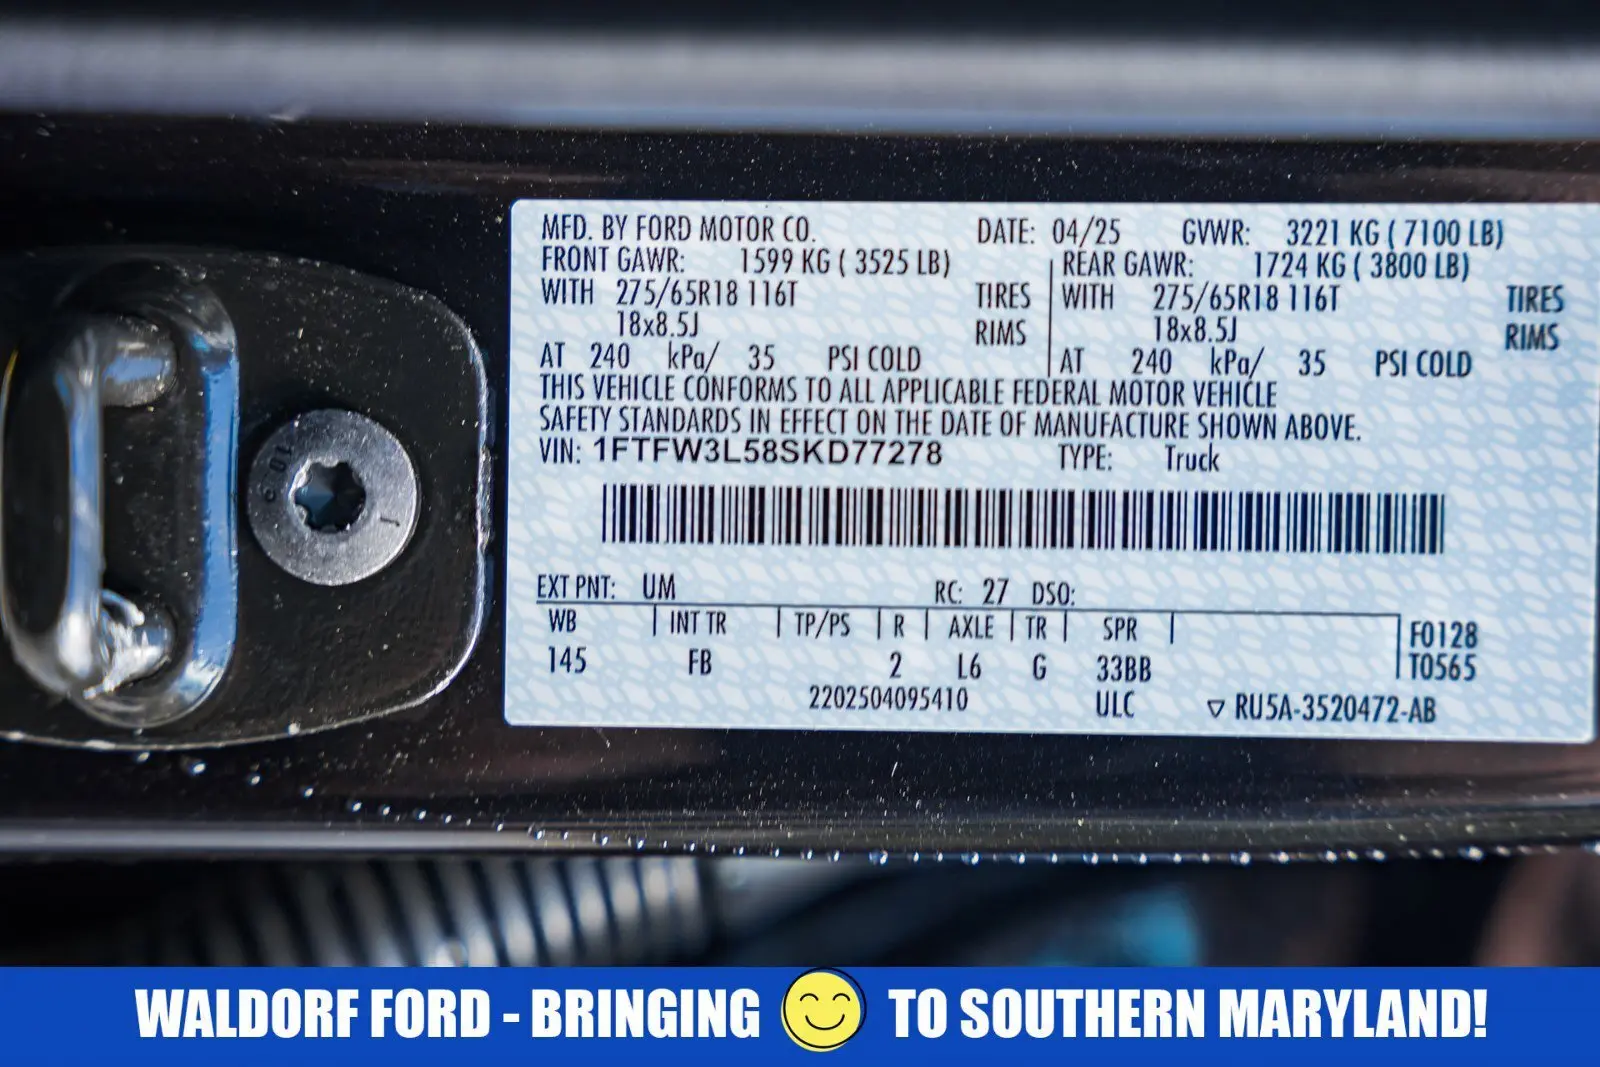 MFD. BY FORD MOTOR CO. DATE: 04/25 GVWR: 3221 KG ( 7100 LB)
FRONT GAWR: 1599 KG ( 3525 LB) REAR GAWR: 1724 KG ( 3800 LB)
WITH 275/65R18 116T TIRES WITH 275/65R18 116T TIRES
18x8.5J RIMS 18x8.5J RIMS
AT 240 kPa/ 35 PSI COLD AT 240 kPa/ 35 PSI COLD
THIS VEHICLE CONFORMS TO ALL APPLICABLE FEDERAL MOTOR VEHICLE
SAFETY STANDARDS IN EFFECT ON THE DATE OF MANUFACTURE SHOWN ABOVE.
VIN: 1FTFW3L58SKD77278 TYPE: Truck
EXT PNT: UM RC: 27 DSO:
WB INT TR TP/PS R AXLE TR SPR F0128
145 FB 2 L6 G 33BB T0565
2202504095410 ULC ▽ RU5A-3520472-AB
WALDORF FORD - BRINGING TO SOUTHERN MARYLAND!